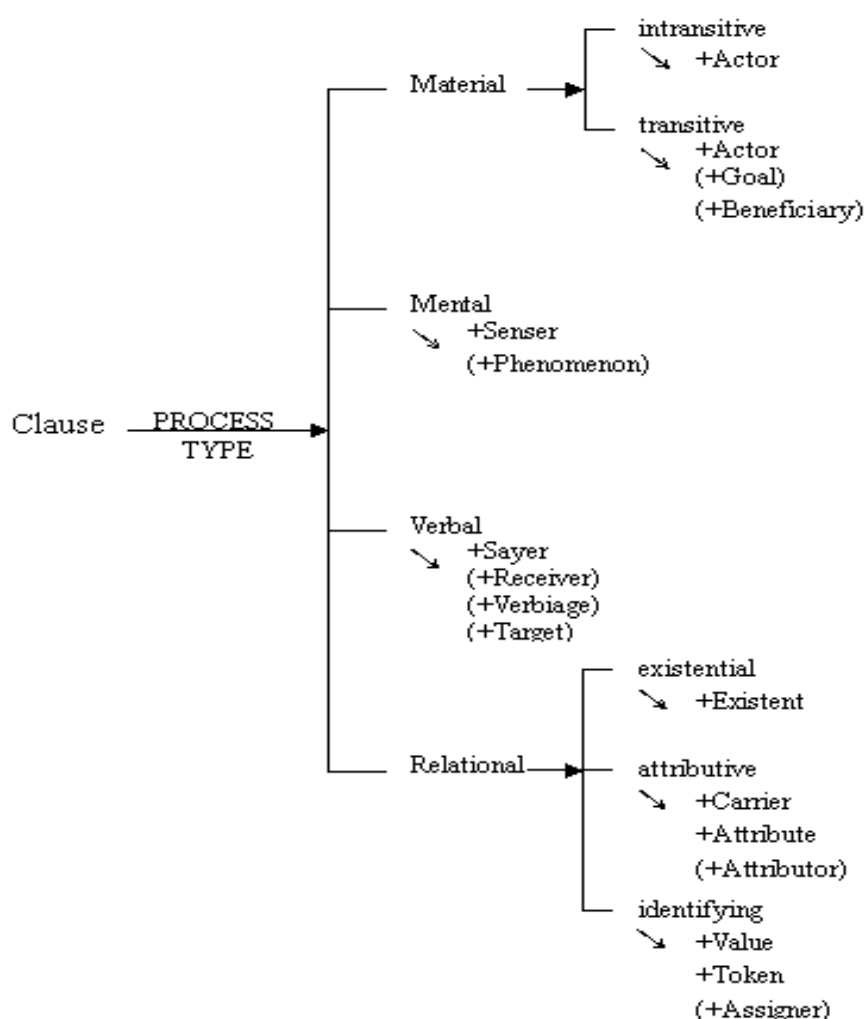 intransitive
+Actor
Material
transitive
+Actor
(+Goal)
(+Beneficiary)
Mental
+Senser
(+Phenomenon)
Clause
PROCESS
TYPE
Verbal
+Sayer
(+Receiver)
(+Verbiage)
(+Target)
existential
+Existent
Relational
attributive
+Carrier
+Attribute
(+Attributor)
identifying
+Value
+Token
(+Assigner)